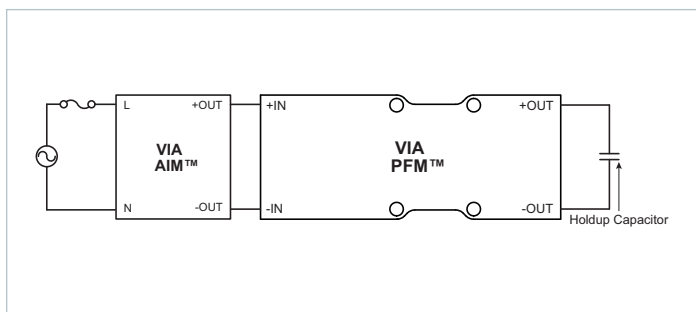 L
+OUT
VIA
AIM™
N
-OUT
+IN
+OUT
VIA
PFM™
-IN
-OUT
Holdup Capacitor